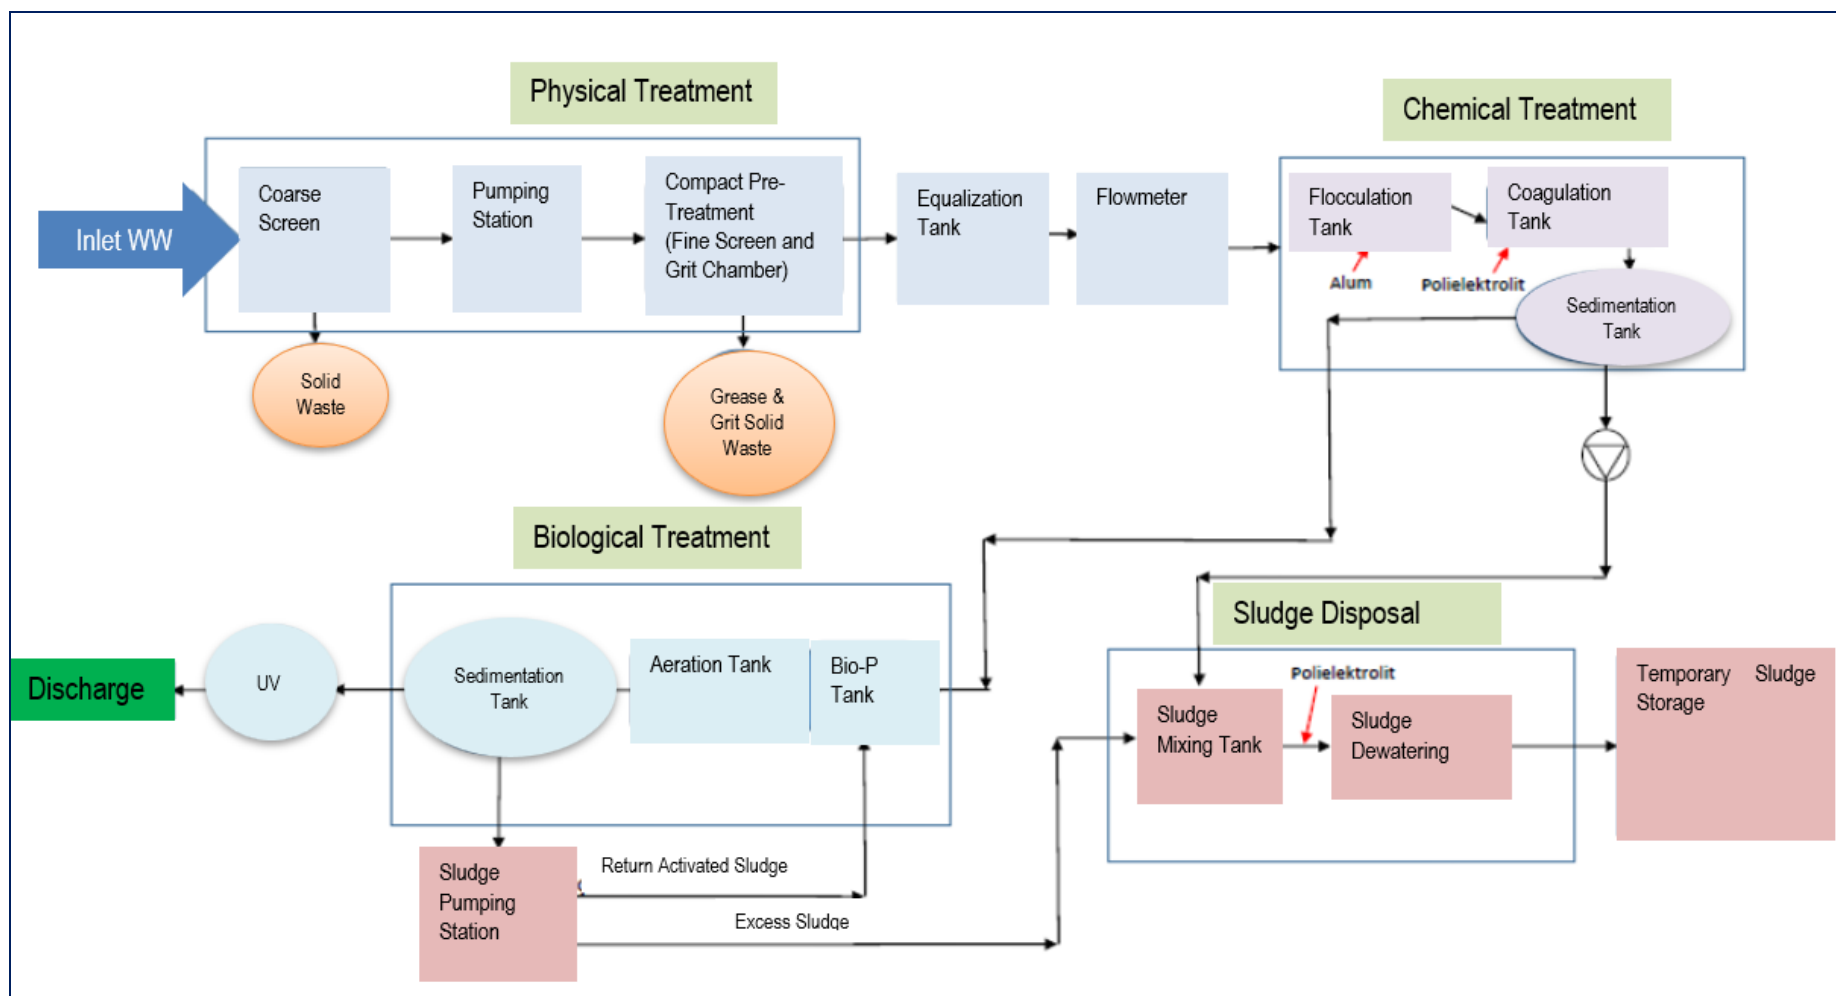 Physical Treatment
Chemical Treatment
Inlet WW
Coarse
Screen
Pumping
Station
Compact Pre-
Treatment
(Fine Screen and
Grit Chamber)
Equalization
Tank
Flowmeter
Flocculation
Tank
Coagulation
Tank
Alum
Polielektrolit
Sedimentation
Tank
Solid
Waste
Grease &
Grit Solid
Waste
Biological Treatment
Sludge Disposal
Discharge
UV
Sedimentation
Tank
Aeration Tank
Bio-P
Tank
Polielektrolit
Sludge
Mixing Tank
Sludge
Dewatering
Temporary Sludge
Storage
Sludge
Pumping
Station
Return Activated Sludge
Excess Sludge